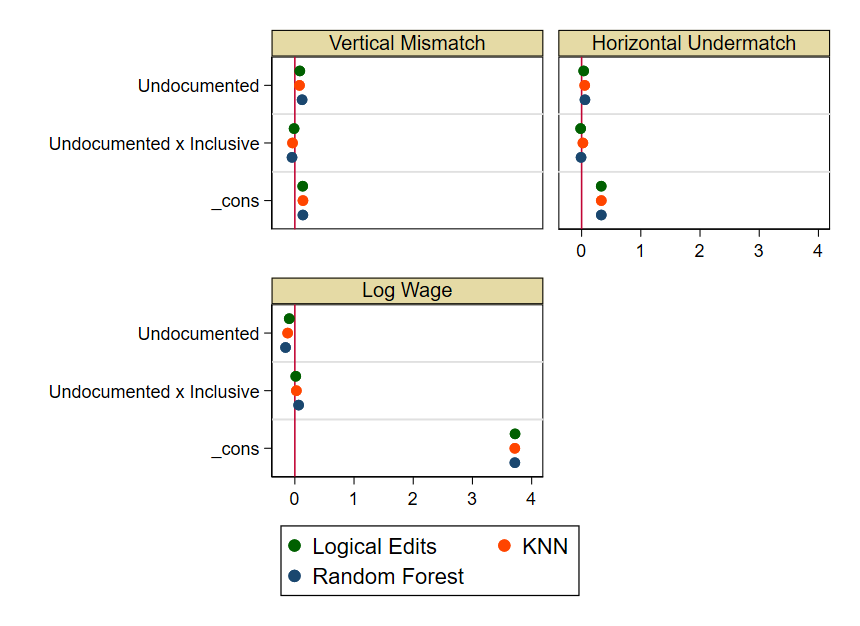 Vertical Mismatch
Horizontal Undermatch
Undocumented
Undocumented x Inclusive
_cons
0 1 2 3 4
Log Wage
Undocumented
Undocumented x Inclusive
_cons
0 1 2 3 4
Logical Edits
KNN
Random Forest